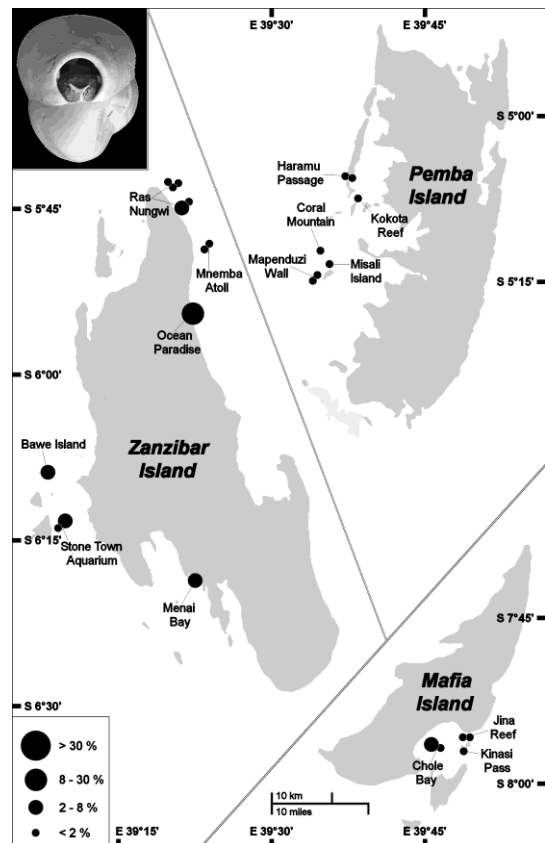 E 39°30'
E 39°45'
S 5°00'
Haramu
Passage
Pemba
Island
Ras
Nungwi
S 5°45'
Coral
Mountain
Kokota
Reef
Mnemba
Atoll
Mapenduzi
Wall
Misali
Island
S 5°15'
Ocean
Paradise
S 6°00'
Bawe Island
Zanzibar
Island
S 6°15'
Stone Town
Aquarium
Menai
Bay
S 7°45'
S 6°30'
Mafia
Island
Jina
Reef
Kinasi
Pass
Chole
Bay
> 30 %
8 - 30 %
2 - 8 %
< 2 %
S 8°00'
10 km
10 miles
E 39°15'
E 39°30'
E 39°45'